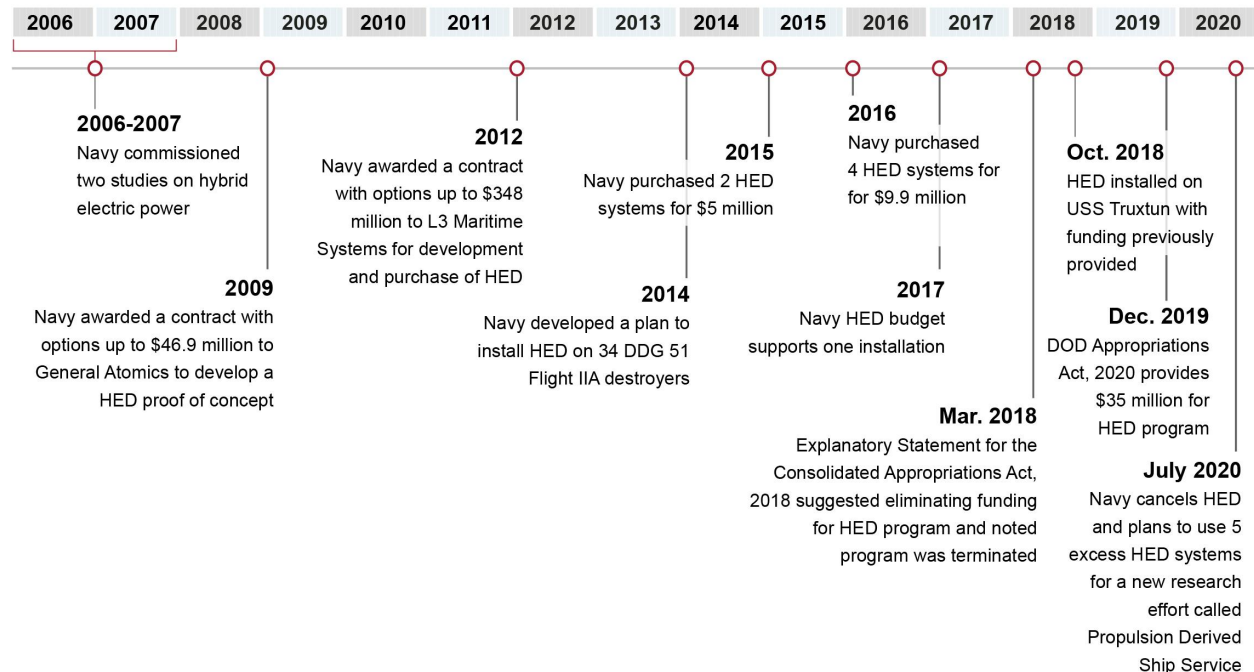 2006 2007 2008 2009 2010 2011 2012 2013 2014 2015 2016 2017 2018 2019 2020
2006-2007
Navy commissioned
two studies on hybrid
electric power
2009
Navy awarded a contract with
options up to $46.9 million to
General Atomics to develop a
HED proof of concept
2012
Navy awarded a contract
with options up to $348
million to L3 Maritime
Systems for development
and purchase of HED
2014
Navy developed a plan to
install HED on 34 DDG 51
Flight IIA destroyers
2015
Navy purchased 2 HED
systems for $5 million
2016
Navy purchased
4 HED systems for
for $9.9 million
2017
Navy HED budget
supports one installation
Mar. 2018
Explanatory Statement for the
Consolidated Appropriations Act,
2018 suggested eliminating funding
for HED program and noted
program was terminated
Oct. 2018
HED installed on
USS Truxtun with
funding previously
provided
Dec. 2019
DOD Appropriations
Act, 2020 provides
$35 million for
HED program
July 2020
Navy cancels HED
and plans to use 5
excess HED systems
for a new research
effort called
Propulsion Derived
Ship Service